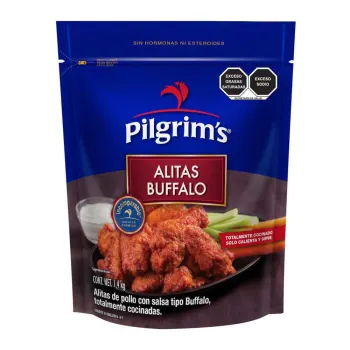 SIN HORMONAS NI ESTEROIDES
EXCESO
GRASAS
SATURADAS
EXCESO
SODIO
Pilgrim's®
ALITAS
BUFFALO
TOTALMENTE COCINADO
SOLO CALIENTA Y SIRVE
CONT. NET. 1.4 kg
Alitas de pollo con salsa tipo Buffalo,
totalmente cocinadas.